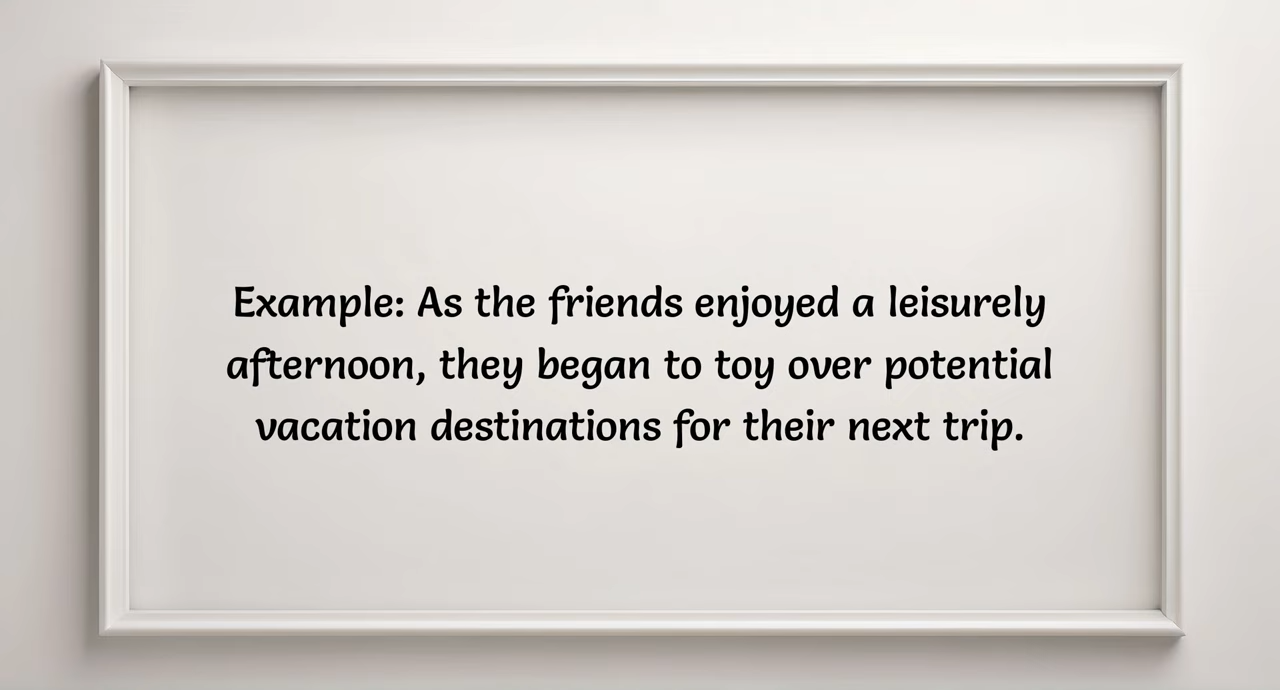 Example: As the friends enjoyed a leisurely
afternoon, they began to toy over potential
vacation destinations for their next trip.